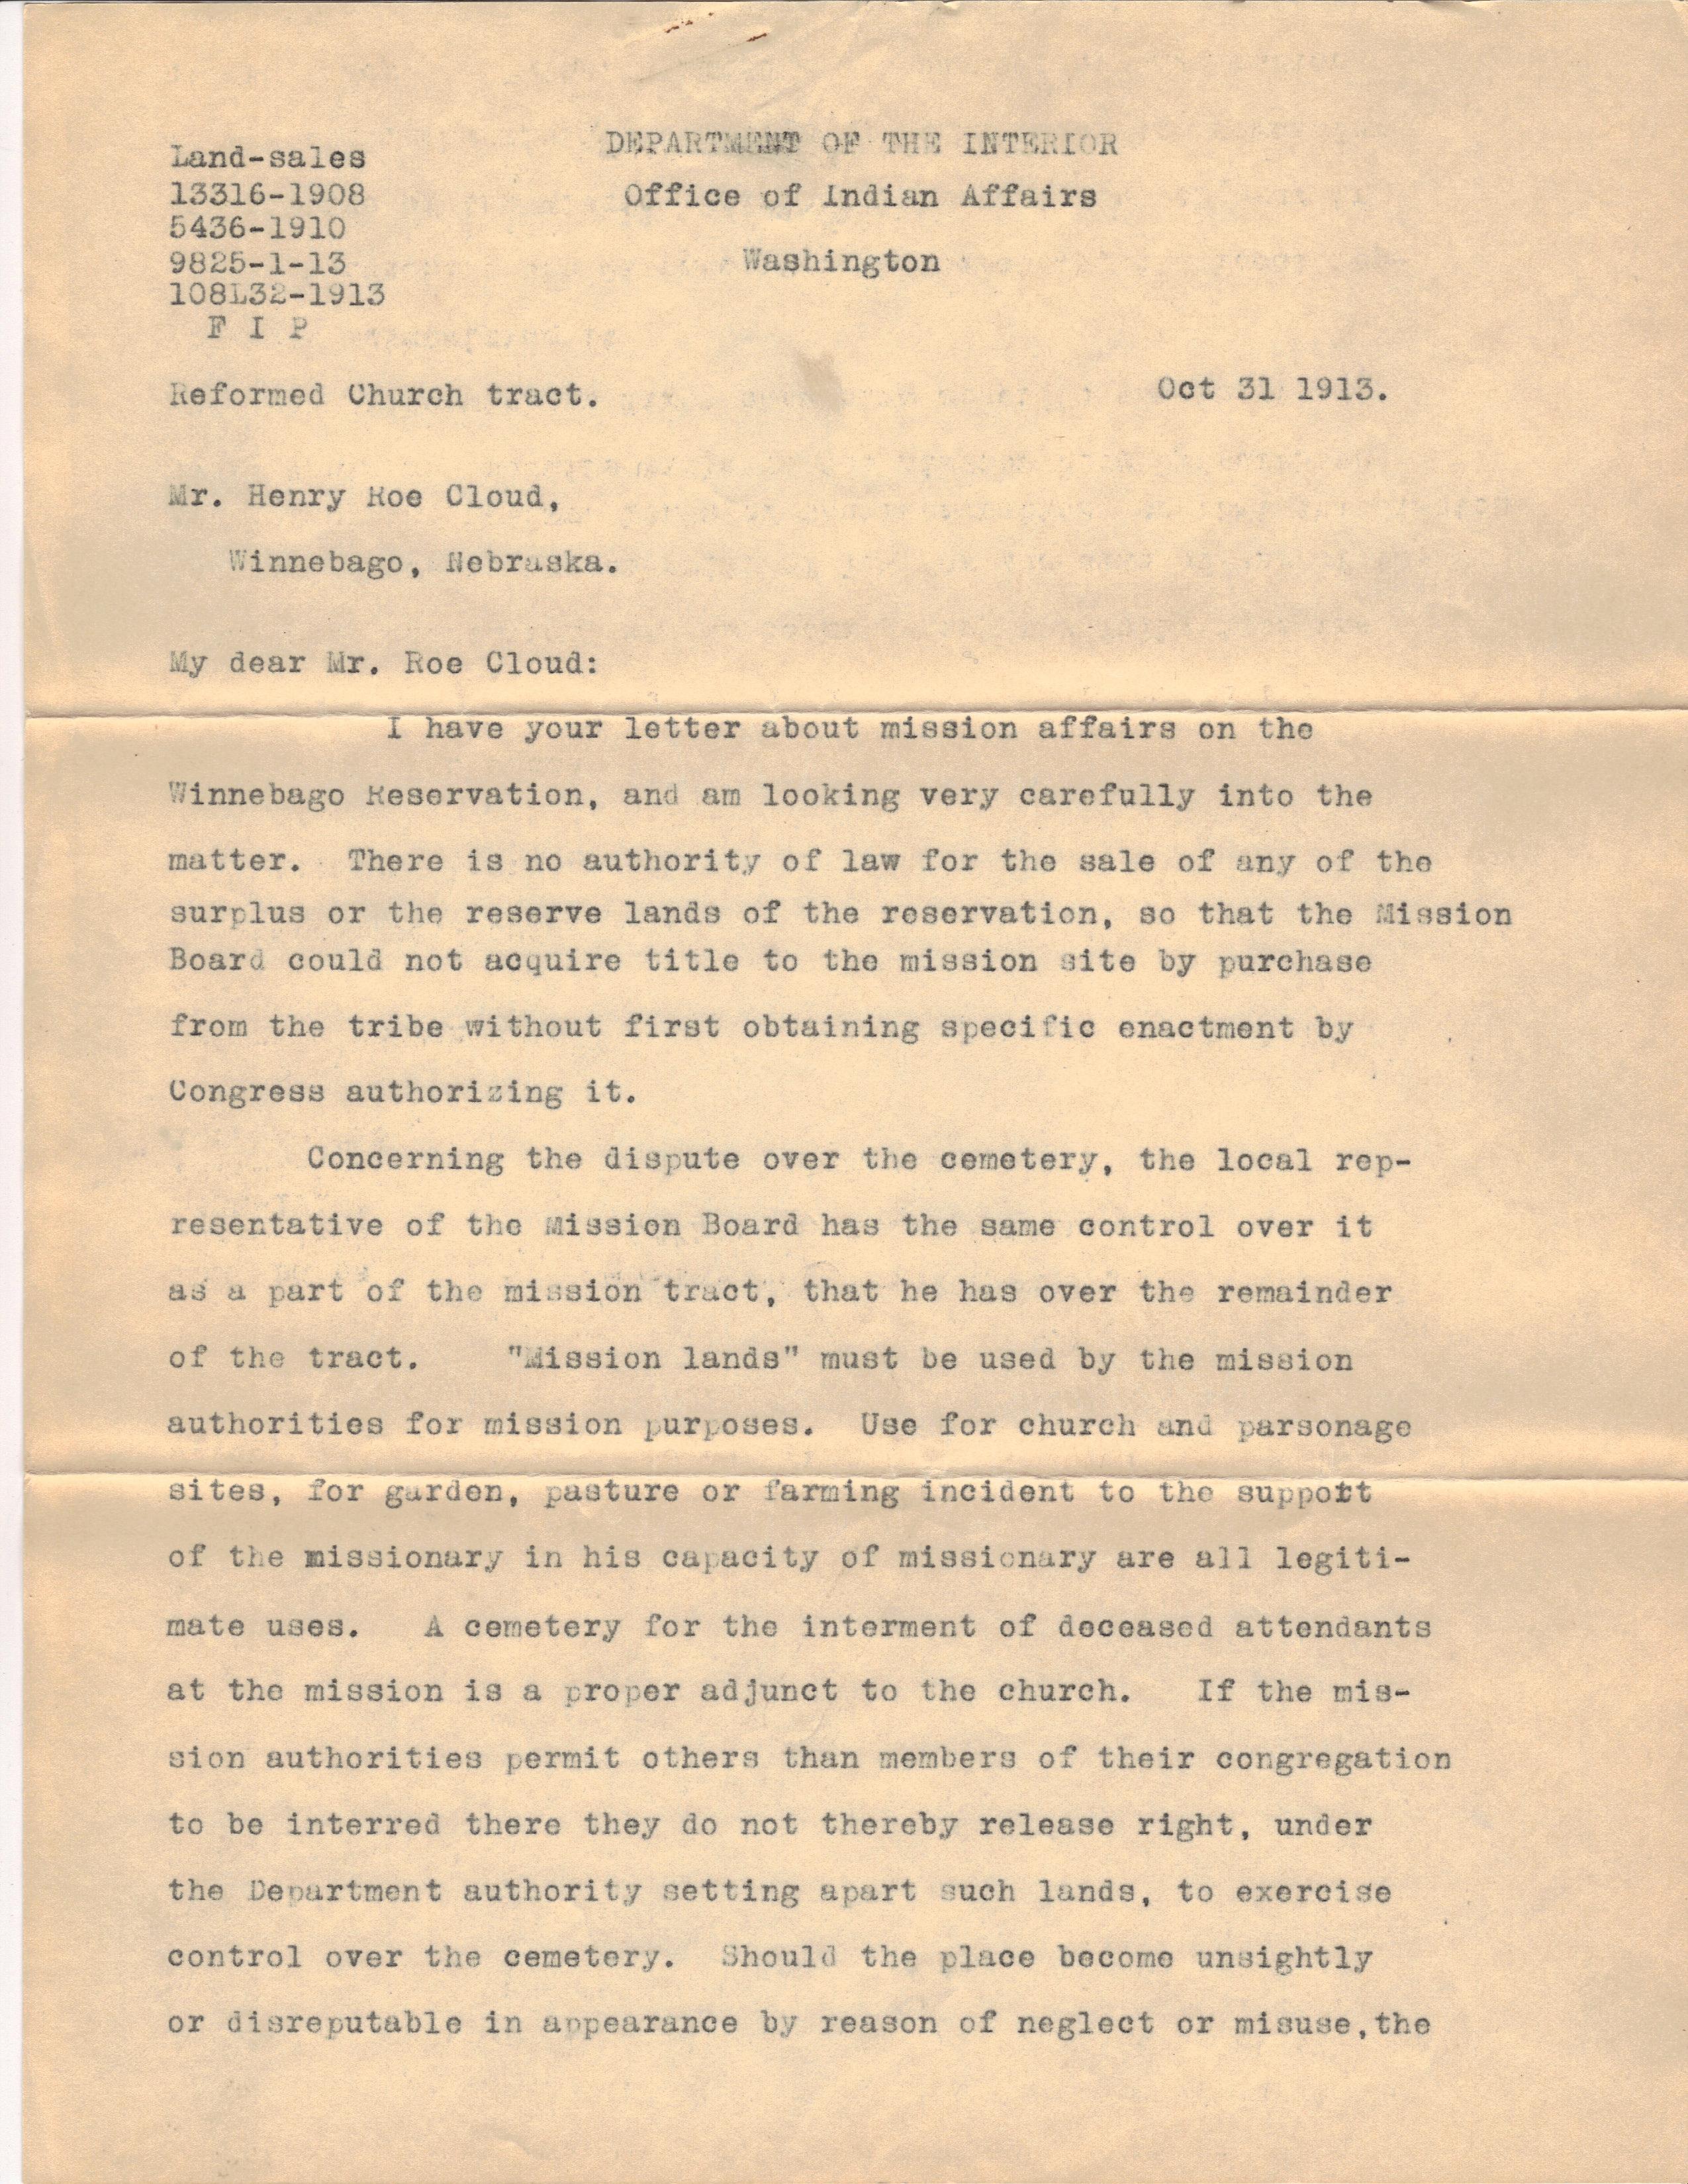 DEPARTMENT OF THE INTERIOR
Land-sales
13316-1908
Office of Indian Affairs
5436-1910
9825-1-13
Washington
108L32-1913
F I P
Reformed Church tract.
Oct 31 1913.
Mr. Henry Roe Cloud,
Winnebago, Nebraska.
My dear Mr. Roe Cloud:
I have your letter about mission affairs on the
Winnebago Reservation, and am looking very carefully into the
matter. There is no authority of law for the sale of any of the
surplus or the reserve lands of the reservation, so that the Mission
Board could not acquire title to the mission site by purchase
from the tribe without first obtaining specific enactment by
Congress authorizing it.
Concerning the dispute over the cemetery, the local rep-
resentative of the Mission Board has the same control over it
as a part of the mission tract, that he has over the remainder
of the tract. "Mission lands" must be used by the mission
authorities for mission purposes. Use for church and parsonage
sites, for garden, pasture or farming incident to the support
of the missionary in his capacity of missionary are all legiti-
mate uses. A cemetery for the interment of deceased attendants
at the mission is a proper adjunct to the church. If the mis-
sion authorities permit others than members of their congregation
to be interred there they do not thereby release right, under
the Department authority setting apart such lands, to exercise
control over the cemetery. Should the place become unsightly
or disreputable in appearance by reason of neglect or misuse,the